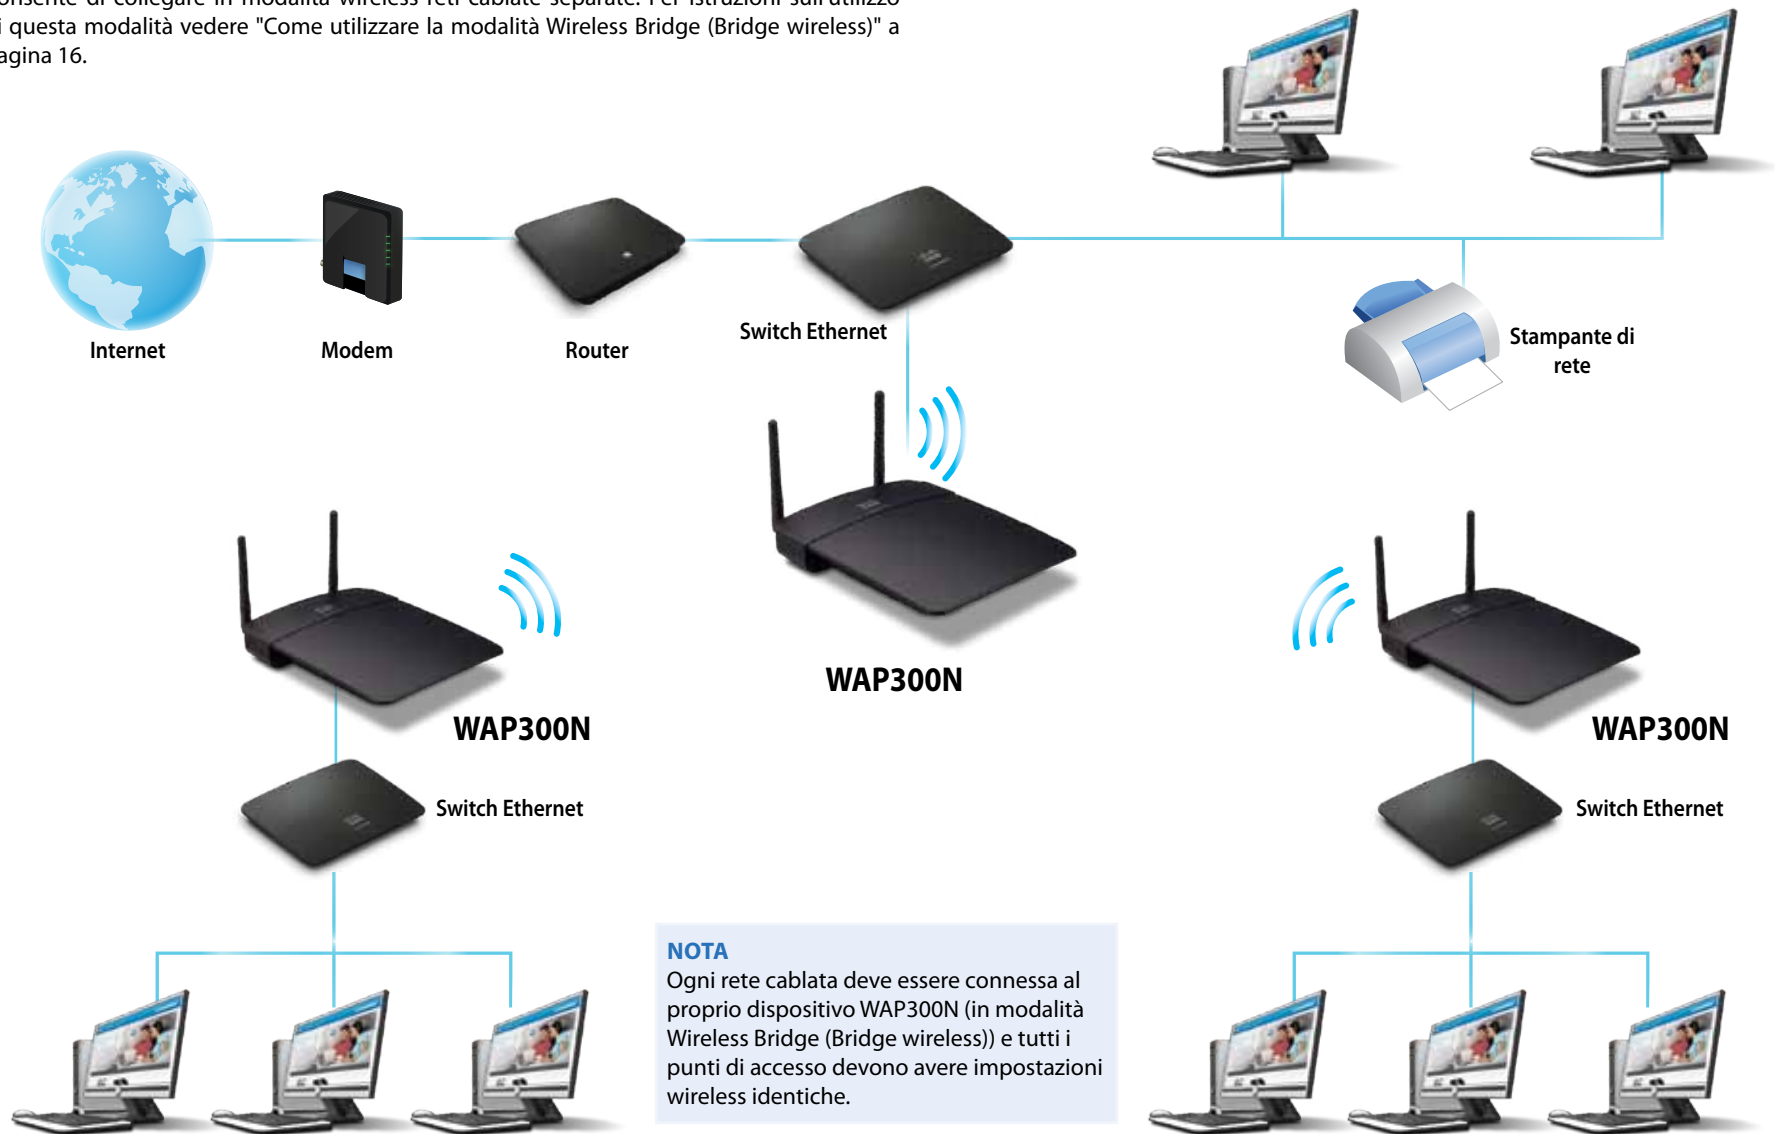 di questa modalità vedere "Come utilizzare la modalità Wireless Bridge (Bridge wireless)" a
pagina 16.
Internet
Modem
Router
Switch Ethernet
Stampante di
rete
WAP300N
WAP300N
WAP300N
Switch Ethernet
Switch Ethernet
NOTA
Ogni rete cablata deve essere connessa al
proprio dispositivo WAP300N (in modalità
Wireless Bridge (Bridge wireless)) e tutti i
punti di accesso devono avere impostazioni
wireless identiche.